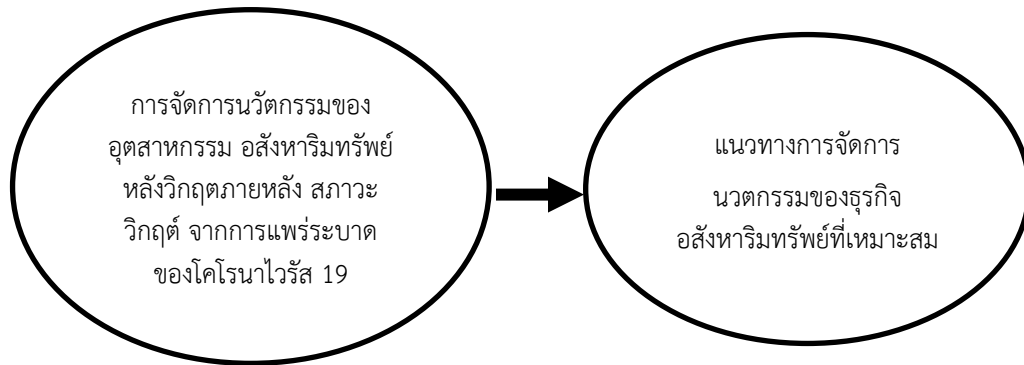 การจัดการนวัตกรรมของ
อุตสาหกรรม อสังหาริมทรัพย์
หลังวิกฤตภายหลัง สภาวะ
วิกฤต์ จากการแพร่ระบาด
ของโคโรนาไวรัส 19
แนวทางการจัดการ
นวตกรรมของธุรกิจ
อสังหาริมทรัพย์ที่เหมาะสม